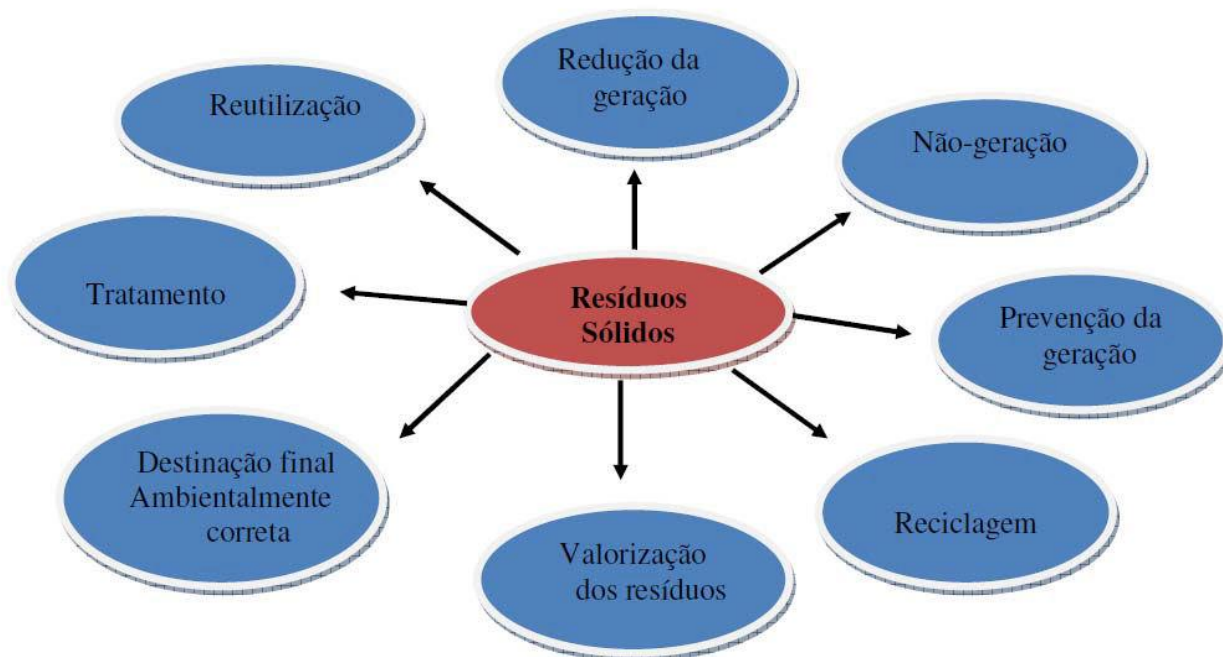 Redução da
geração
Reutilização
Não-geração
Tratamento
Resíduos
Sólidos
Prevenção da
geração
Destinação final
Ambientalmente
correta
Valorização
dos resíduos
Reciclagem